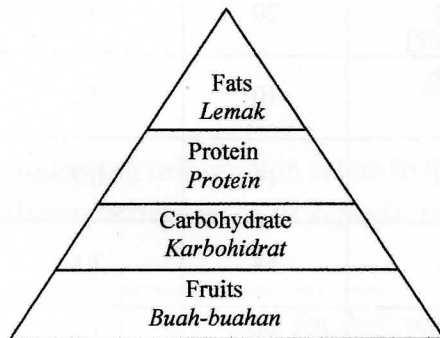 Fats
Lemak
Protein
Protein
Carbohydrate
Karbohidrat
Fruits
Buah-buahan